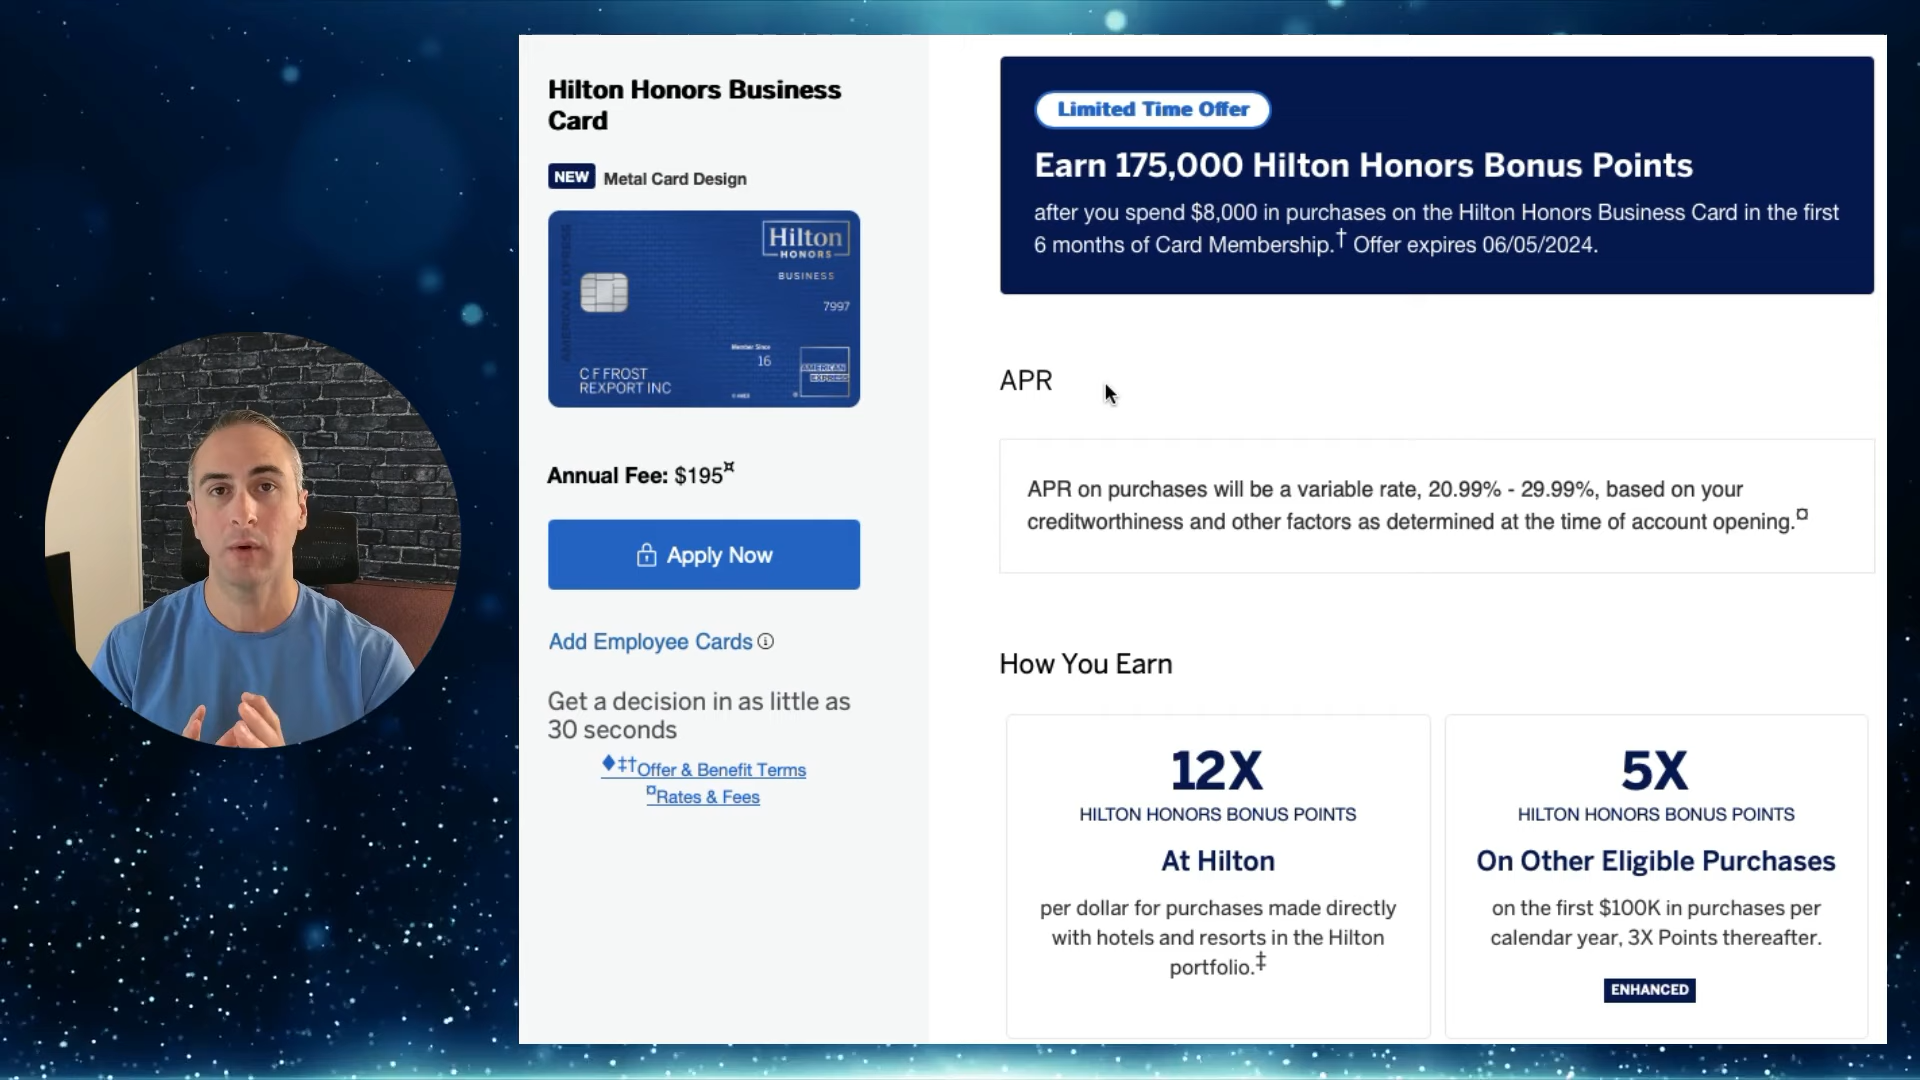 Hilton Honors Business
Card
NEW Metal Card Design
AMERICAN EXPRESS
Hilton
HONORS
BUSINESS
7997
Member Since
16
C F FROST
REXPORT INC
AMERICAN
EXPRESS
Annual Fee: $195¤
Apply Now
Add Employee Cards
Get a decision in as little as
30 seconds
♦‡†Offer & Benefit Terms
¤Rates & Fees
Limited Time Offer
Earn 175,000 Hilton Honors Bonus Points
after you spend $8,000 in purchases on the Hilton Honors Business Card in the first
6 months of Card Membership.† Offer expires 06/05/2024.
APR
APR on purchases will be a variable rate, 20.99% - 29.99%, based on your
creditworthiness and other factors as determined at the time of account opening.¤
How You Earn
12X
HILTON HONORS BONUS POINTS
At Hilton
per dollar for purchases made directly
with hotels and resorts in the Hilton
portfolio.‡
5X
HILTON HONORS BONUS POINTS
On Other Eligible Purchases
on the first $100K in purchases per
calendar year, 3X Points thereafter.
ENHANCED